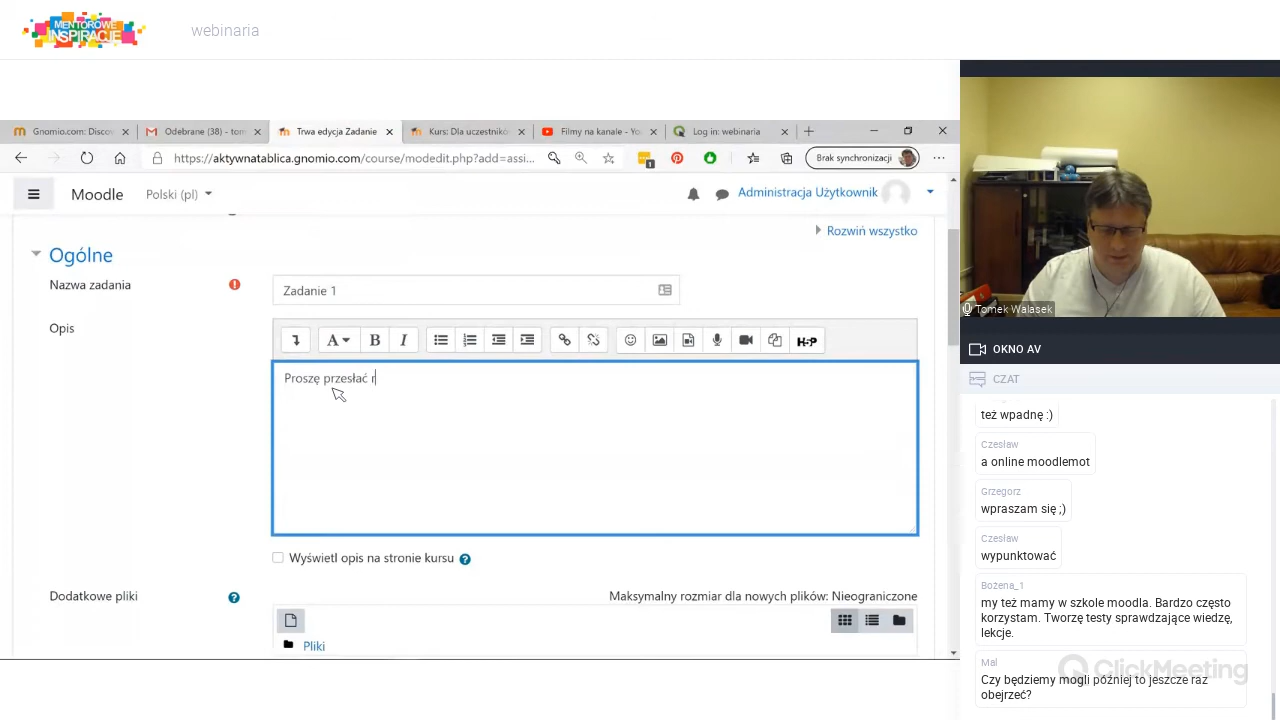 MENTOROWE
INSPIRACJE
webinaria
Gnomio.com: Discov
Odebrane (38) - tom
Trwa edycja Zadanie
Kurs: Dla uczestnikó
Filmy na kanale - Yo
Log in: webinaria
https://aktywnatablica.gnomio.com/course/modedit.php?add=assi...
Brak synchronizacji
Moodle
Polski (pl)
Administracja Użytkownik
Rozwiń wszystko
Ogólne
Nazwa zadania
Zadanie 1
Opis
A
B
I
H-P
Proszę przesłać r
Wyświetl opis na stronie kursu
Dodatkowe pliki
Maksymalny rozmiar dla nowych plików: Nieograniczone
Pliki
Tomek Walasek
OKNO AV
CZAT
też wpadnę :)
Czesław
a online moodlemot
Grzegorz
wpraszam się ;)
Czesław
wypunktować
Bożena_1
my też mamy w szkole moodla. Bardzo często
korzystam. Tworzę testy sprawdzające wiedzę,
lekcje.
Mal
Czy będziemy mogli później to jeszcze raz
obejrzeć?
ClickMeeting